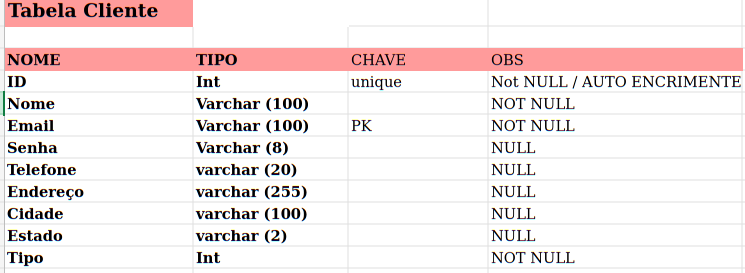 Tabela Cliente
NOME TIPO CHAVE OBS
ID Int unique Not NULL / AUTO ENCRIMENTE
Nome Varchar (100) NOT NULL
Email Varchar (100) PK NOT NULL
Senha Varchar (8) NULL
Telefone varchar (20) NULL
Endereço varchar (255) NULL
Cidade varchar (100) NULL
Estado varchar (2) NULL
Tipo Int NOT NULL